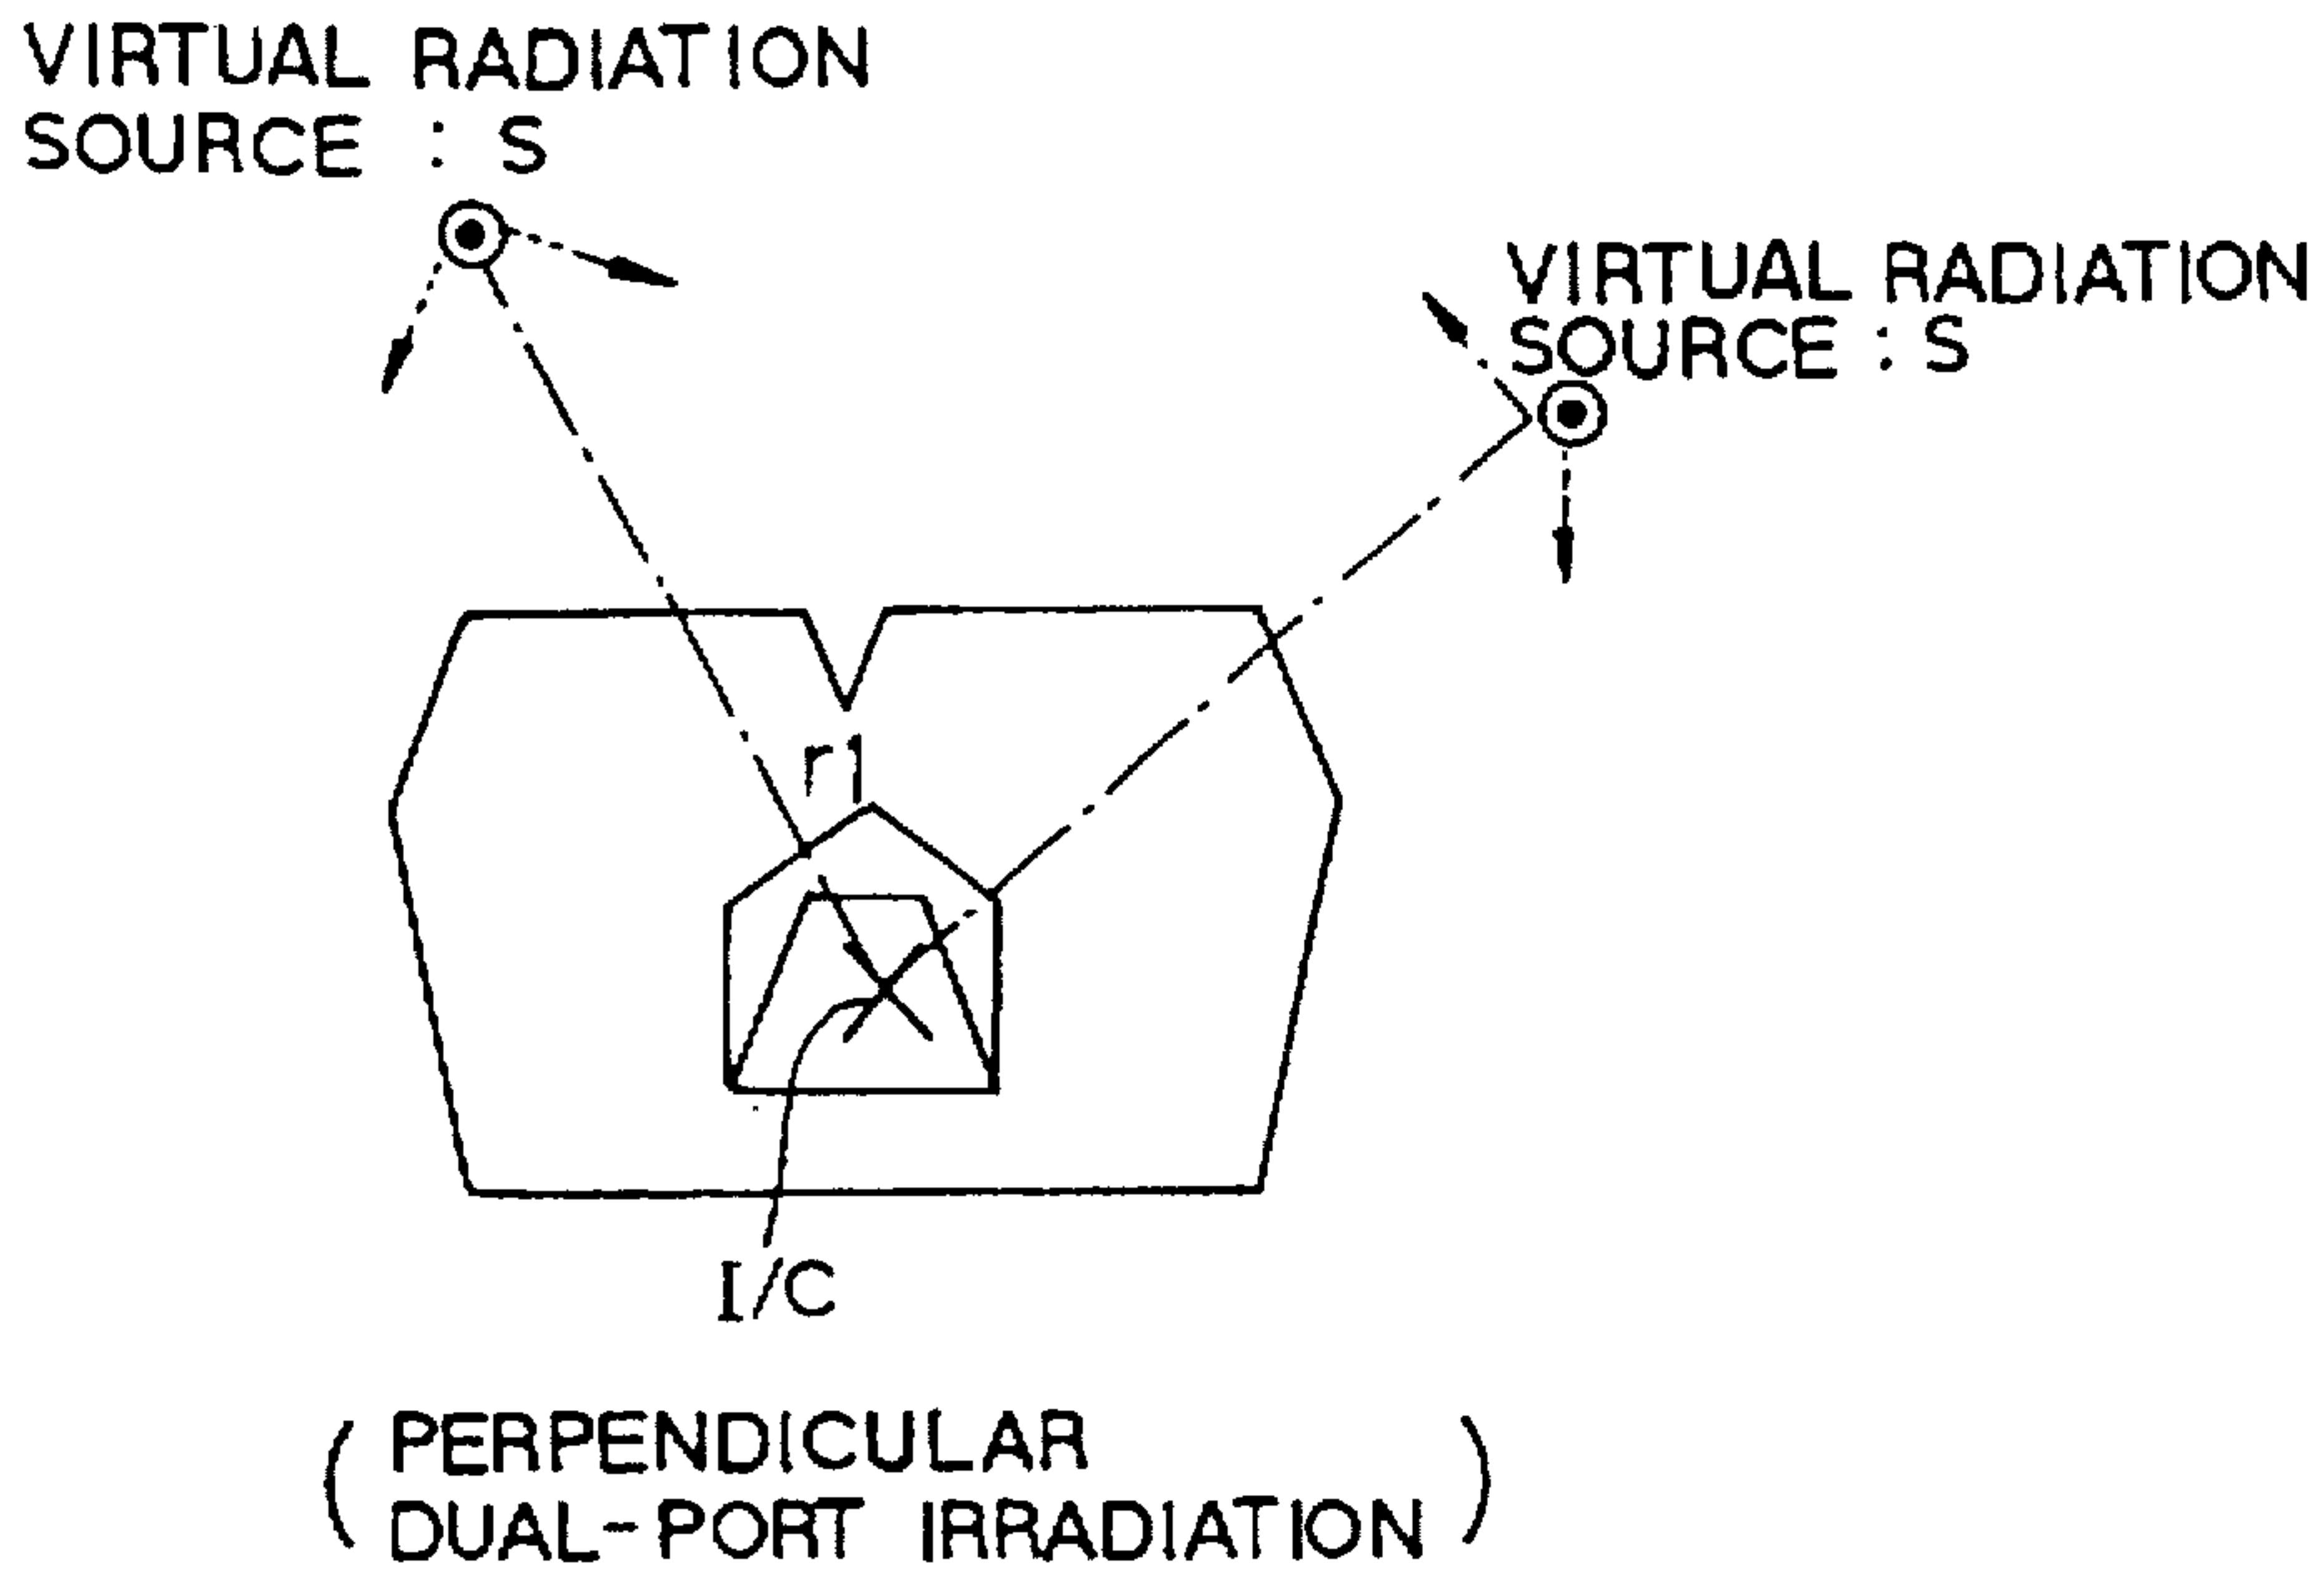 VIRTUAL RADIATION
SOURCE : S
VIRTUAL RADIATION
SOURCE : S
r1
I/C
( PERPENDICULAR
DUAL-PORT IRRADIATION )